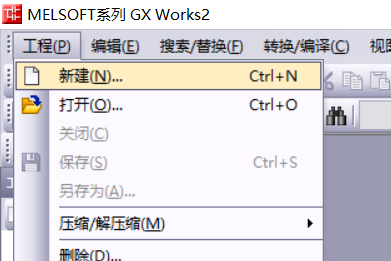 MELSOFT系列 GX Works2
工程(P) 编辑(E) 搜索/替换(F) 转换/编译(C) 视
新建(N)... Ctrl+N
打开(O)... Ctrl+O
关闭(C)
保存(S) Ctrl+S
另存为(A)...
压缩/解压缩(M)
删除(D)...